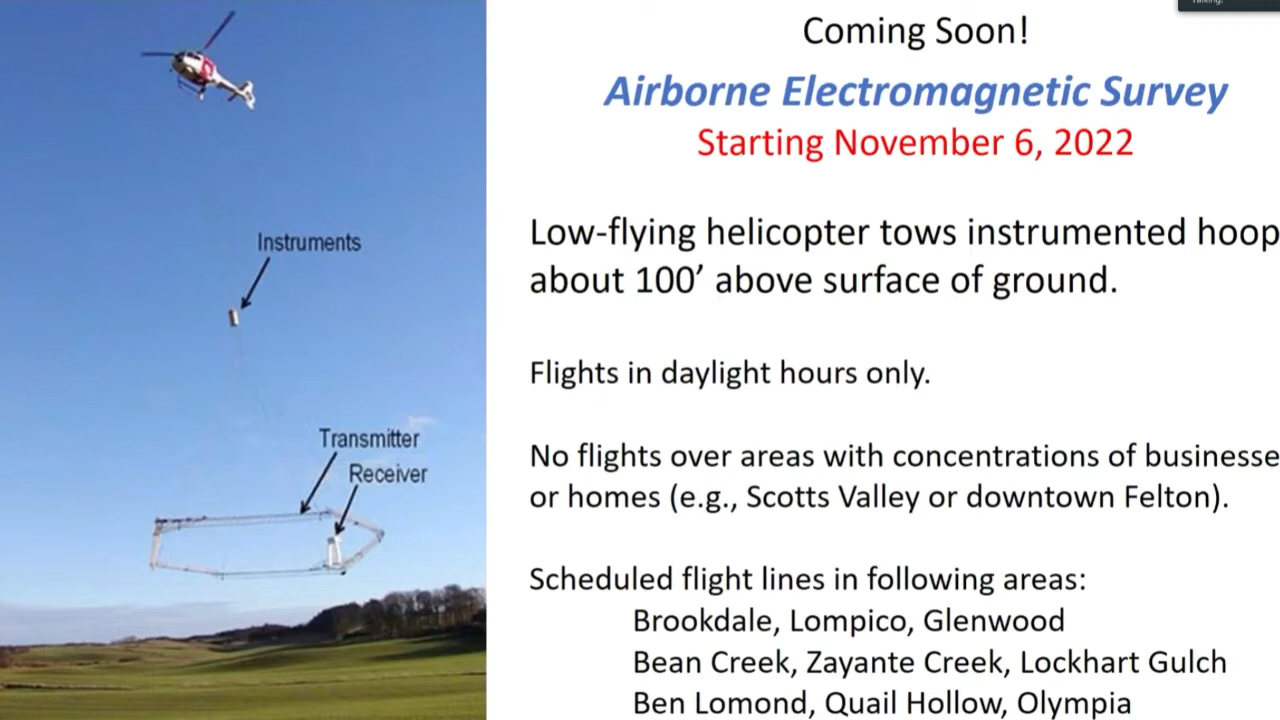 Talking:
Coming Soon!
Airborne Electromagnetic Survey
Starting November 6, 2022
Instruments
Low-flying helicopter tows instrumented hoop
about 100’ above surface of ground.
Flights in daylight hours only.
Transmitter
Receiver
No flights over areas with concentrations of businesse
or homes (e.g., Scotts Valley or downtown Felton).
Scheduled flight lines in following areas:
Brookdale, Lompico, Glenwood
Bean Creek, Zayante Creek, Lockhart Gulch
Ben Lomond, Quail Hollow, Olympia